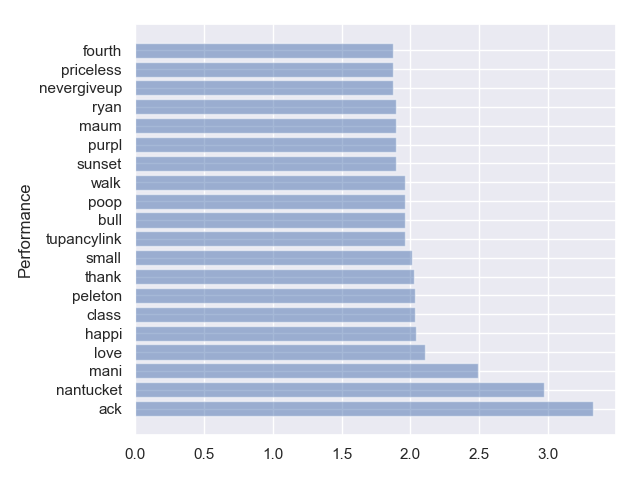 fourth
priceless
nevergiveup
ryan
maum
purpl
sunset
walk
poop
bull
tupancylink
small
thank
peleton
class
happi
love
mani
nantucket
ack
Performance
0.0 0.5 1.0 1.5 2.0 2.5 3.0